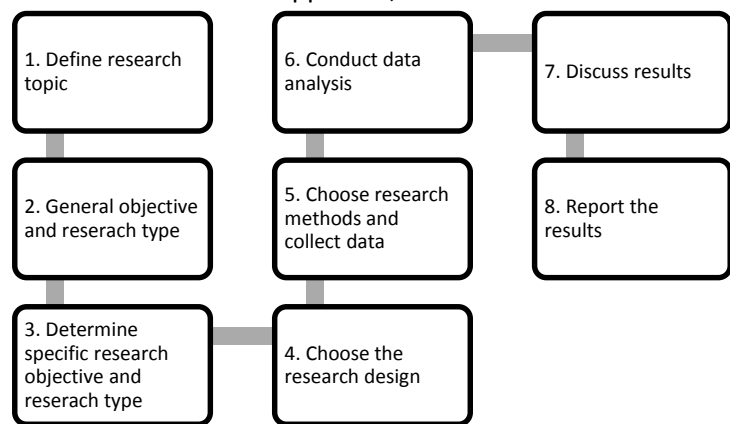 1. Define research
topic
2. General objective
and reserach type
3. Determine
specific research
objective and
reserach type
4. Choose the
research design
5. Choose research
methods and
collect data
6. Conduct data
analysis
7. Discuss results
8. Report the
results